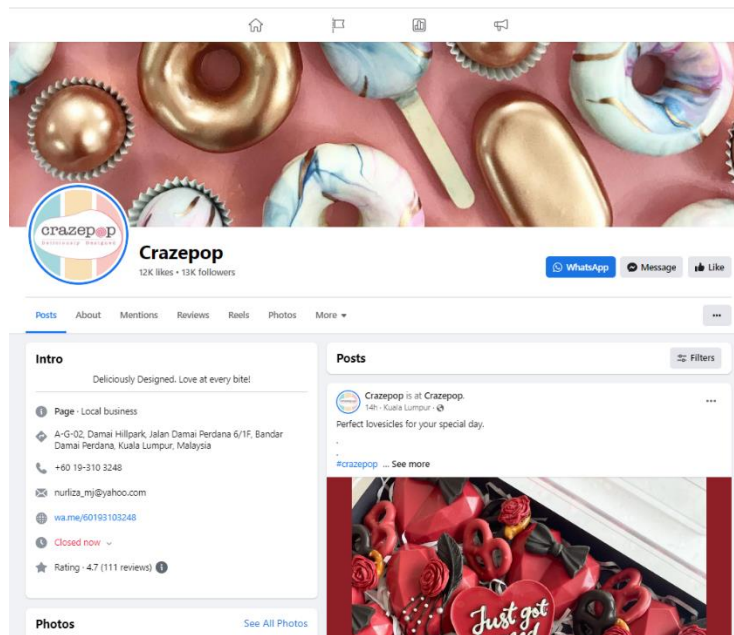 crazepop
Deliciously Designed
Crazepop
12K likes • 13K followers
WhatsApp
Message
Like
Posts
About
Mentions
Reviews
Reels
Photos
More
Intro
Deliciously Designed. Love at every bite!
Page · Local business
A-G-02, Damai Hillpark, Jalan Damai Perdana 6/1F, Bandar
Damai Perdana, Kuala Lumpur, Malaysia
+60 19-310 3248
nurliza_mj@yahoo.com
wa.me/60193103248
Closed now
Rating · 4.7 (111 reviews)
Photos
See All Photos
Posts
Filters
Crazepop is at Crazepop.
14h · Kuala Lumpur ·
Perfect lovesicles for your special day.
.
.
#crazepop ... See more
Just got